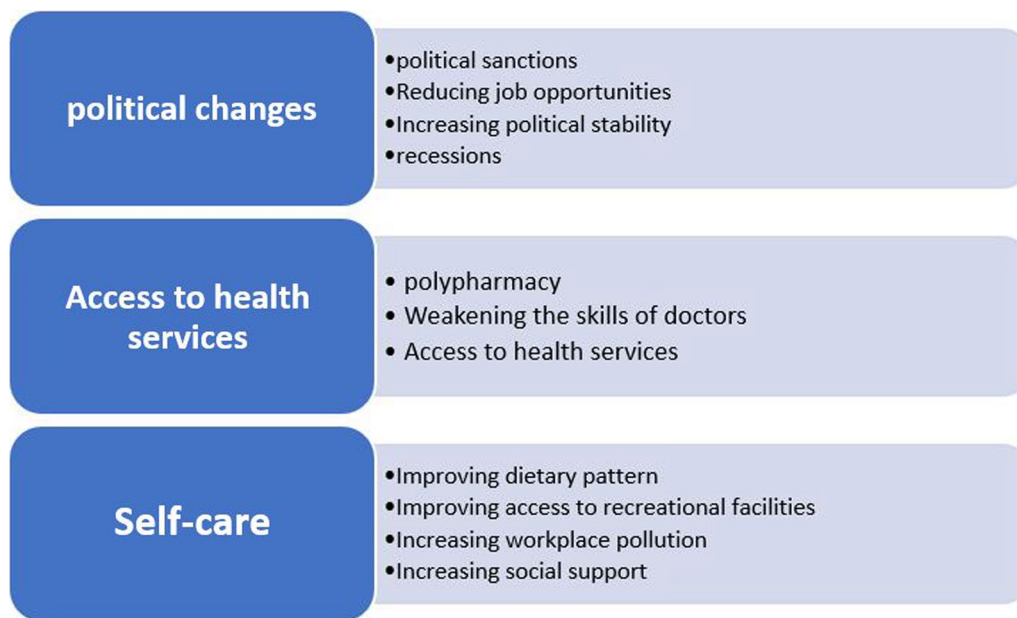 political changes
•political sanctions
•Reducing job opportunities
•Increasing political stability
•recessions
Access to health
services
• polypharmacy
• Weakening the skills of doctors
• Access to health services
Self-care
•Improving dietary pattern
•Improving access to recreational facilities
•Increasing workplace pollution
•Increasing social support